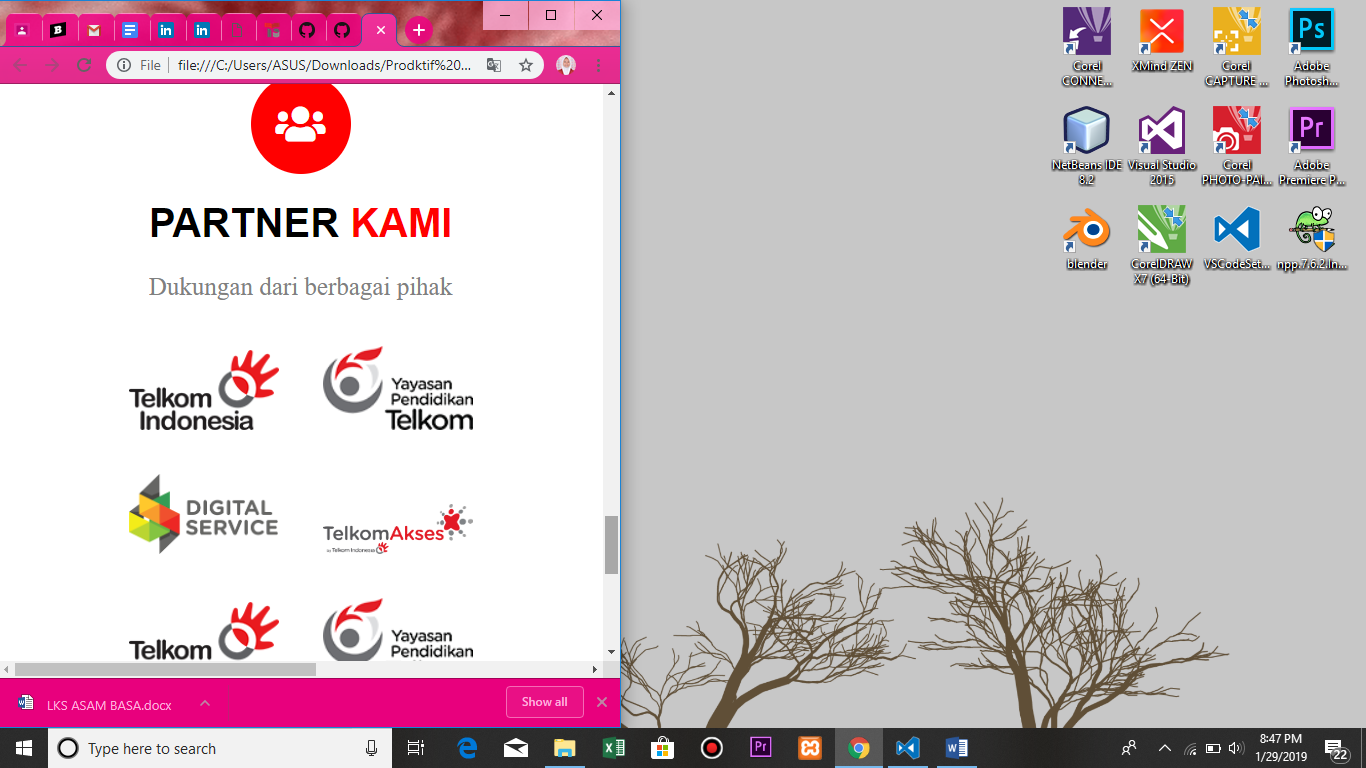 File
file:///C:/Users/ASUS/Downloads/Prodktif%20...
PARTNER KAMI
Dukungan dari berbagai pihak
Telkom
Indonesia
Yayasan
Pendidikan
Telkom
DIGITAL
SERVICE
TelkomAkses
by Telkom Indonesia
Telkom
Yayasan
Pendidikan
LKS ASAM BASA.docx
Show all
Corel
CONNE...
XMind ZEN
Corel
CAPTURE ...
Ps
Adobe
Photosh...
NetBeans IDE
8.2
Visual Studio
2015
Corel
PHOTO-PAI...
Pr
Adobe
Premiere P...
blender
CorelDRAW
X7 (64-Bit)
VSCodeSet...
npp.7.6.2.In...
Type here to search
Pr
8:47 PM
1/29/2019
22